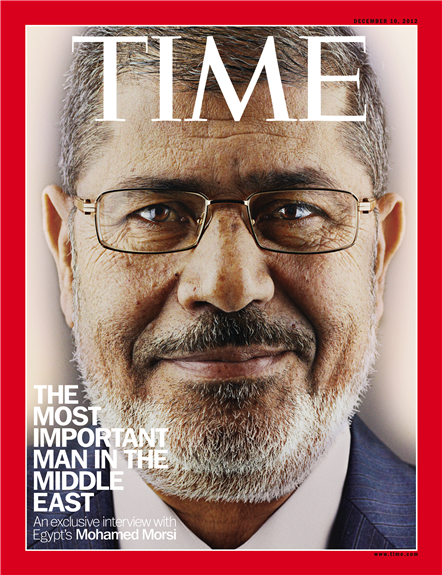 DECEMBER 10, 2012
TIME
THE
MOST
IMPORTANT
MAN IN THE
MIDDLE
EAST
An exclusive interview with
Egypt's Mohamed Morsi
www.time.com